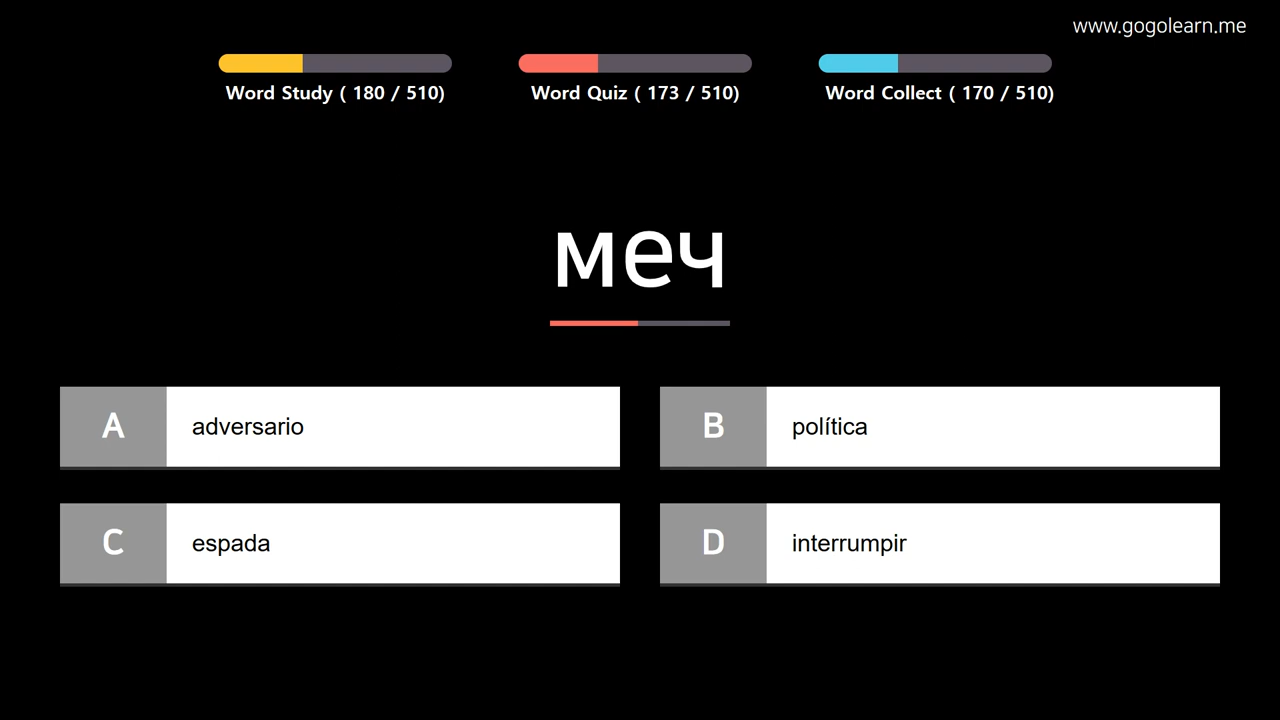 www.gogolearn.me
Word Study ( 180 / 510)
Word Quiz ( 173 / 510)
Word Collect ( 170 / 510)
меч
A adversario
B política
C espada
D interrumpir